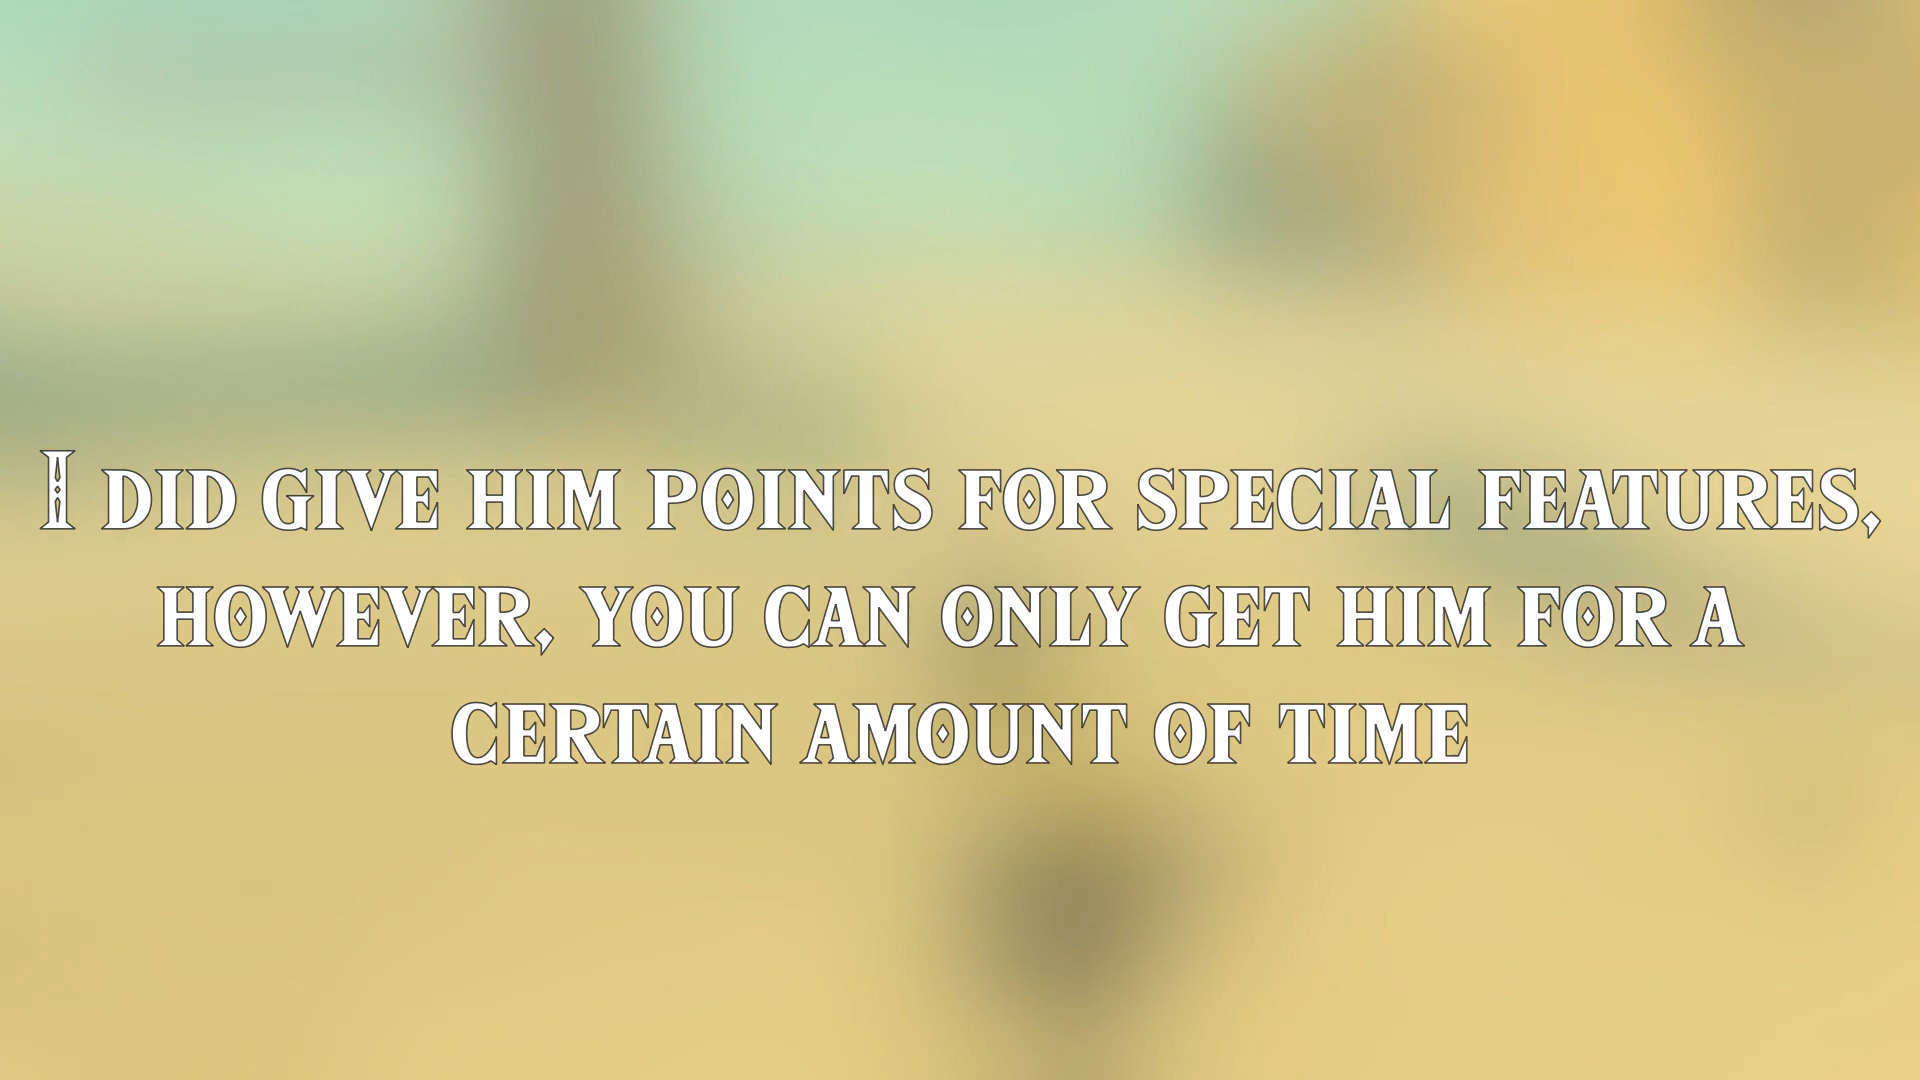 I did give him points for special features,
however, you can only get him for a
certain amount of time